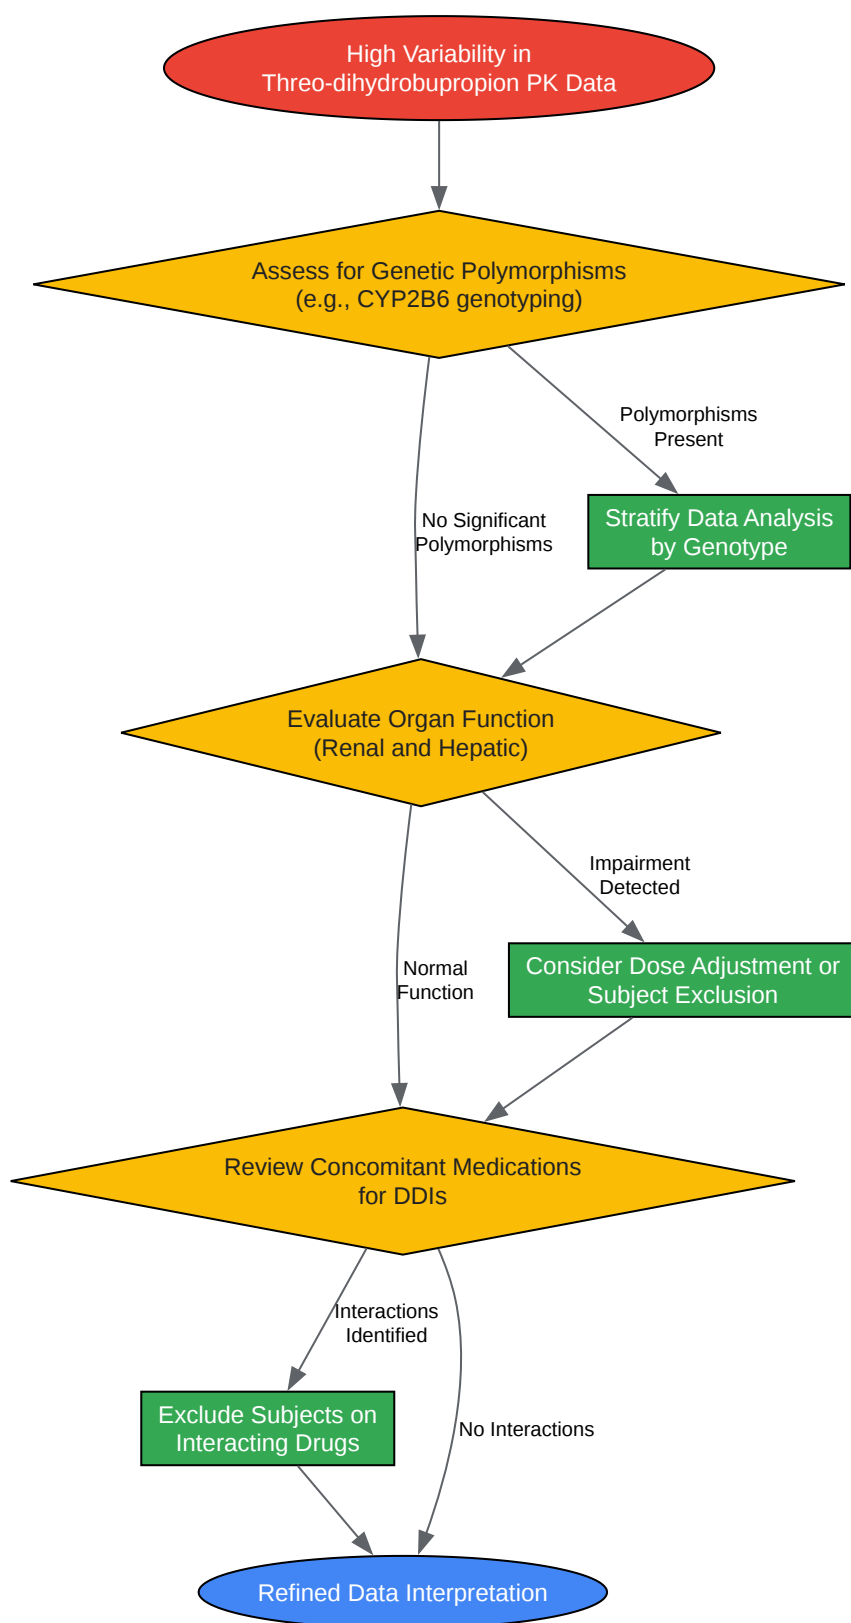 High Variability in
Threo-dihydrobupropion PK Data
Assess for Genetic Polymorphisms
(e.g., CYP2B6 genotyping)
Polymorphisms
Present
No Significant
Polymorphisms
Stratify Data Analysis
by Genotype
Evaluate Organ Function
(Renal and Hepatic)
Impairment
Detected
Normal
Function
Consider Dose Adjustment or
Subject Exclusion
Review Concomitant Medications
for DDIs
Interactions
Identified
Exclude Subjects on
Interacting Drugs
No Interactions
Refined Data Interpretation